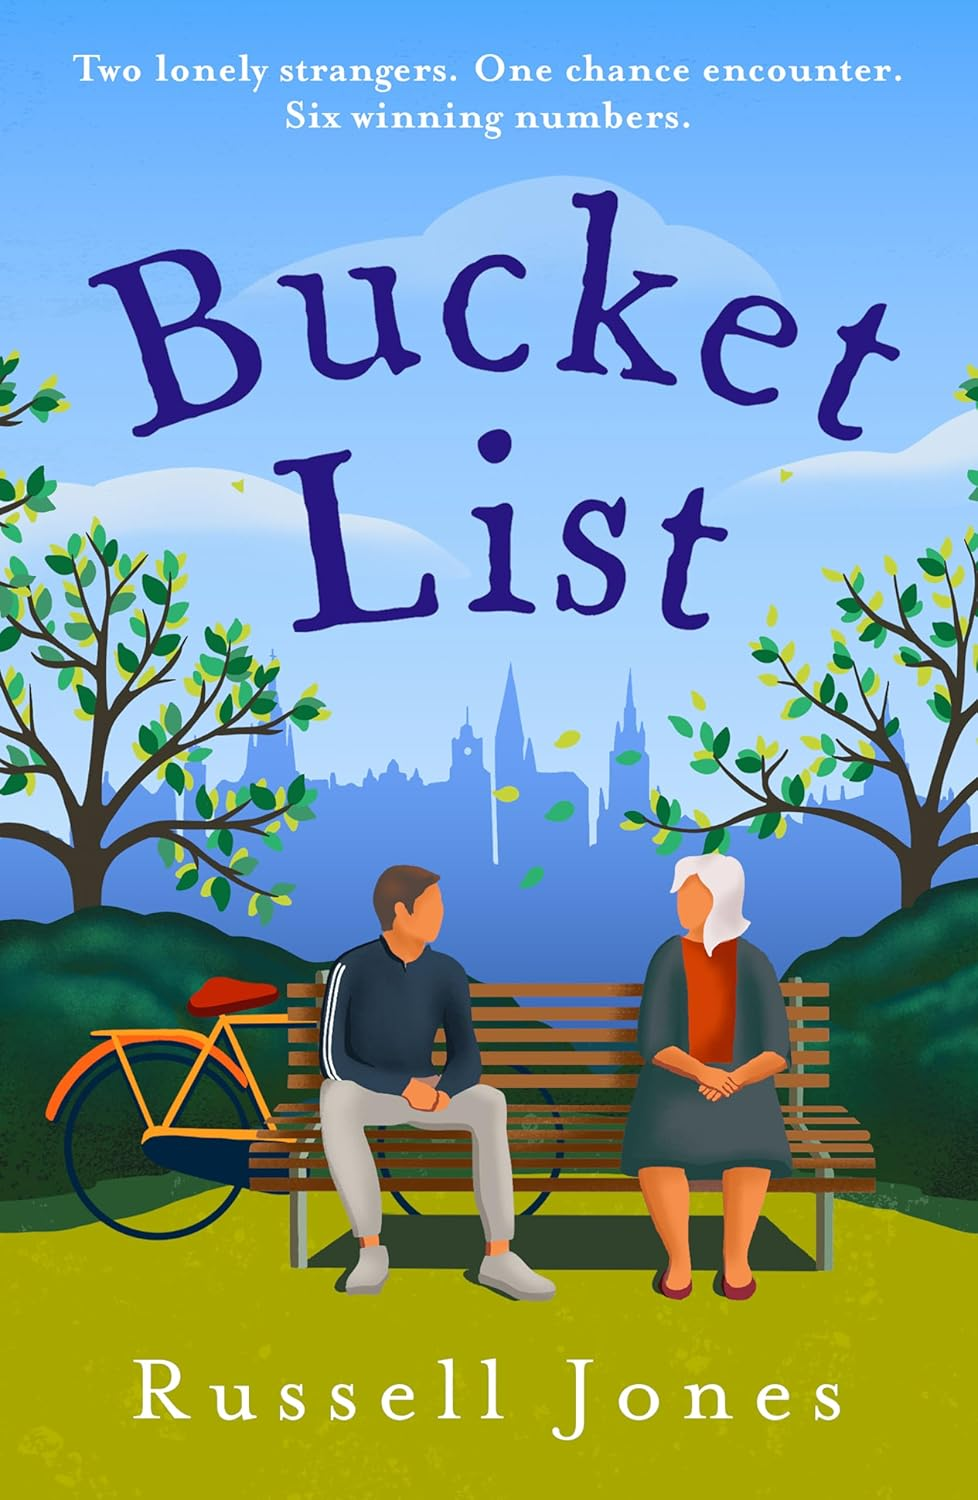 Two lonely strangers. One chance encounter.
Six winning numbers.
Bucket
List
Russell Jones